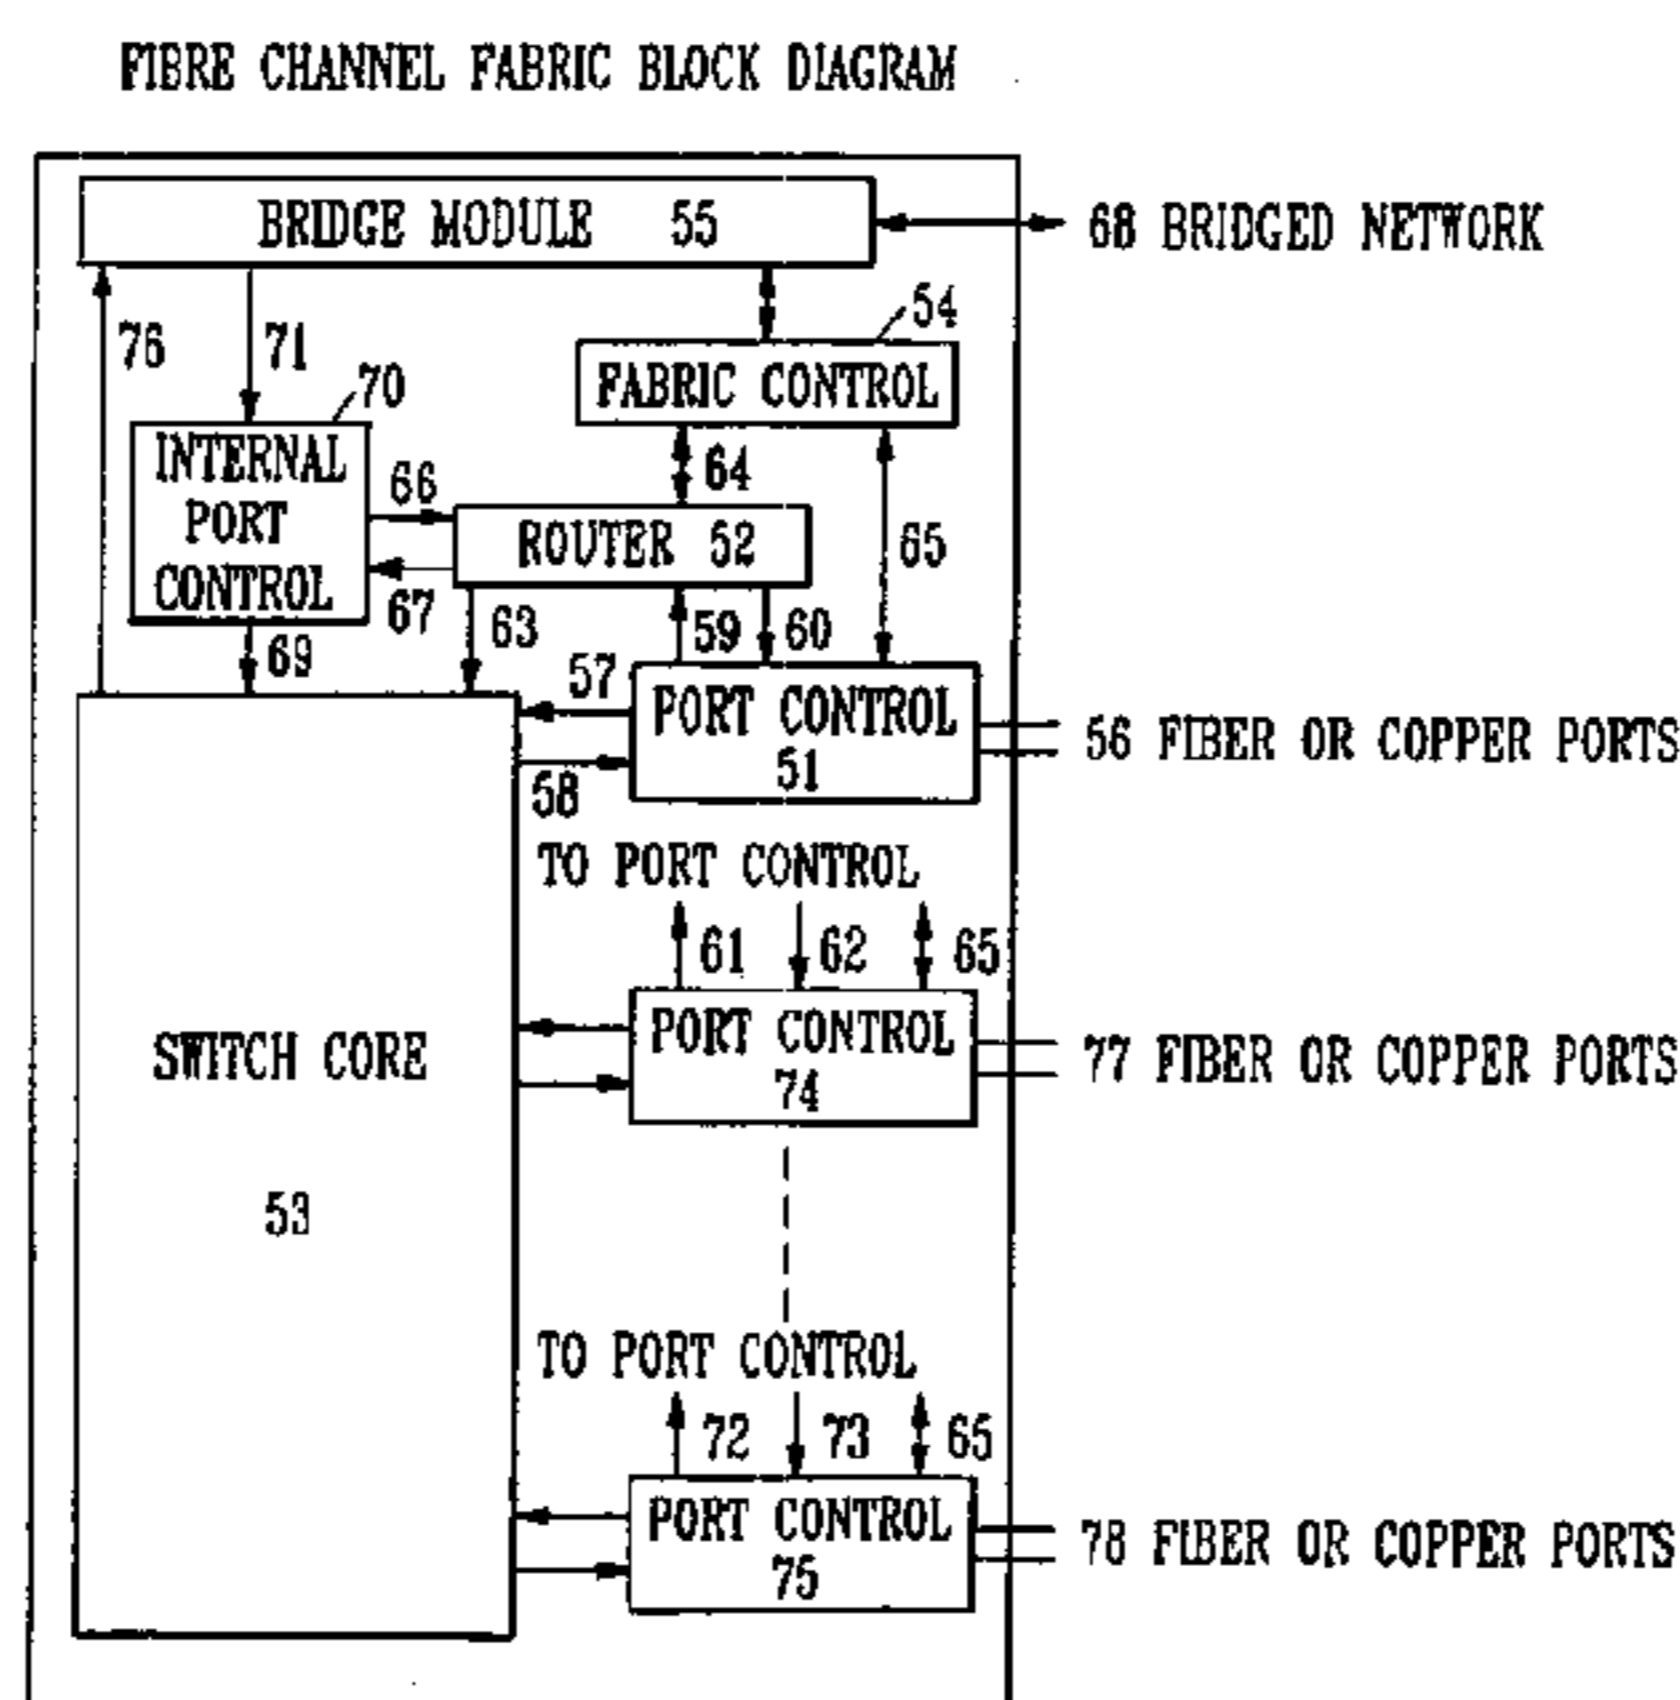 FIBRE CHANNEL FABRIC BLOCK DIAGRAM
BRIDGE MODULE 55
68 BRIDGED NETWORK
54
76
71
FABRIC CONTROL
70
INTERNAL
PORT
CONTROL
66
64
ROUTER 52
65
67
63
59
60
69
57
PORT CONTROL
51
56 FIBER OR COPPER PORTS
58
TO PORT CONTROL
61
62
65
PORT CONTROL
74
77 FIBER OR COPPER PORTS
SWITCH CORE
53
TO PORT CONTROL
72
73
65
PORT CONTROL
75
78 FIBER OR COPPER PORTS